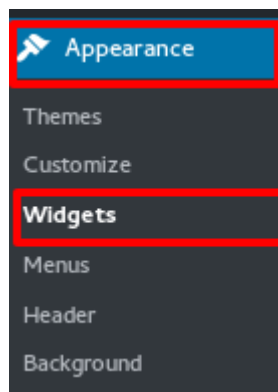 Appearance
Themes
Customize
Widgets
Menus
Header
Background